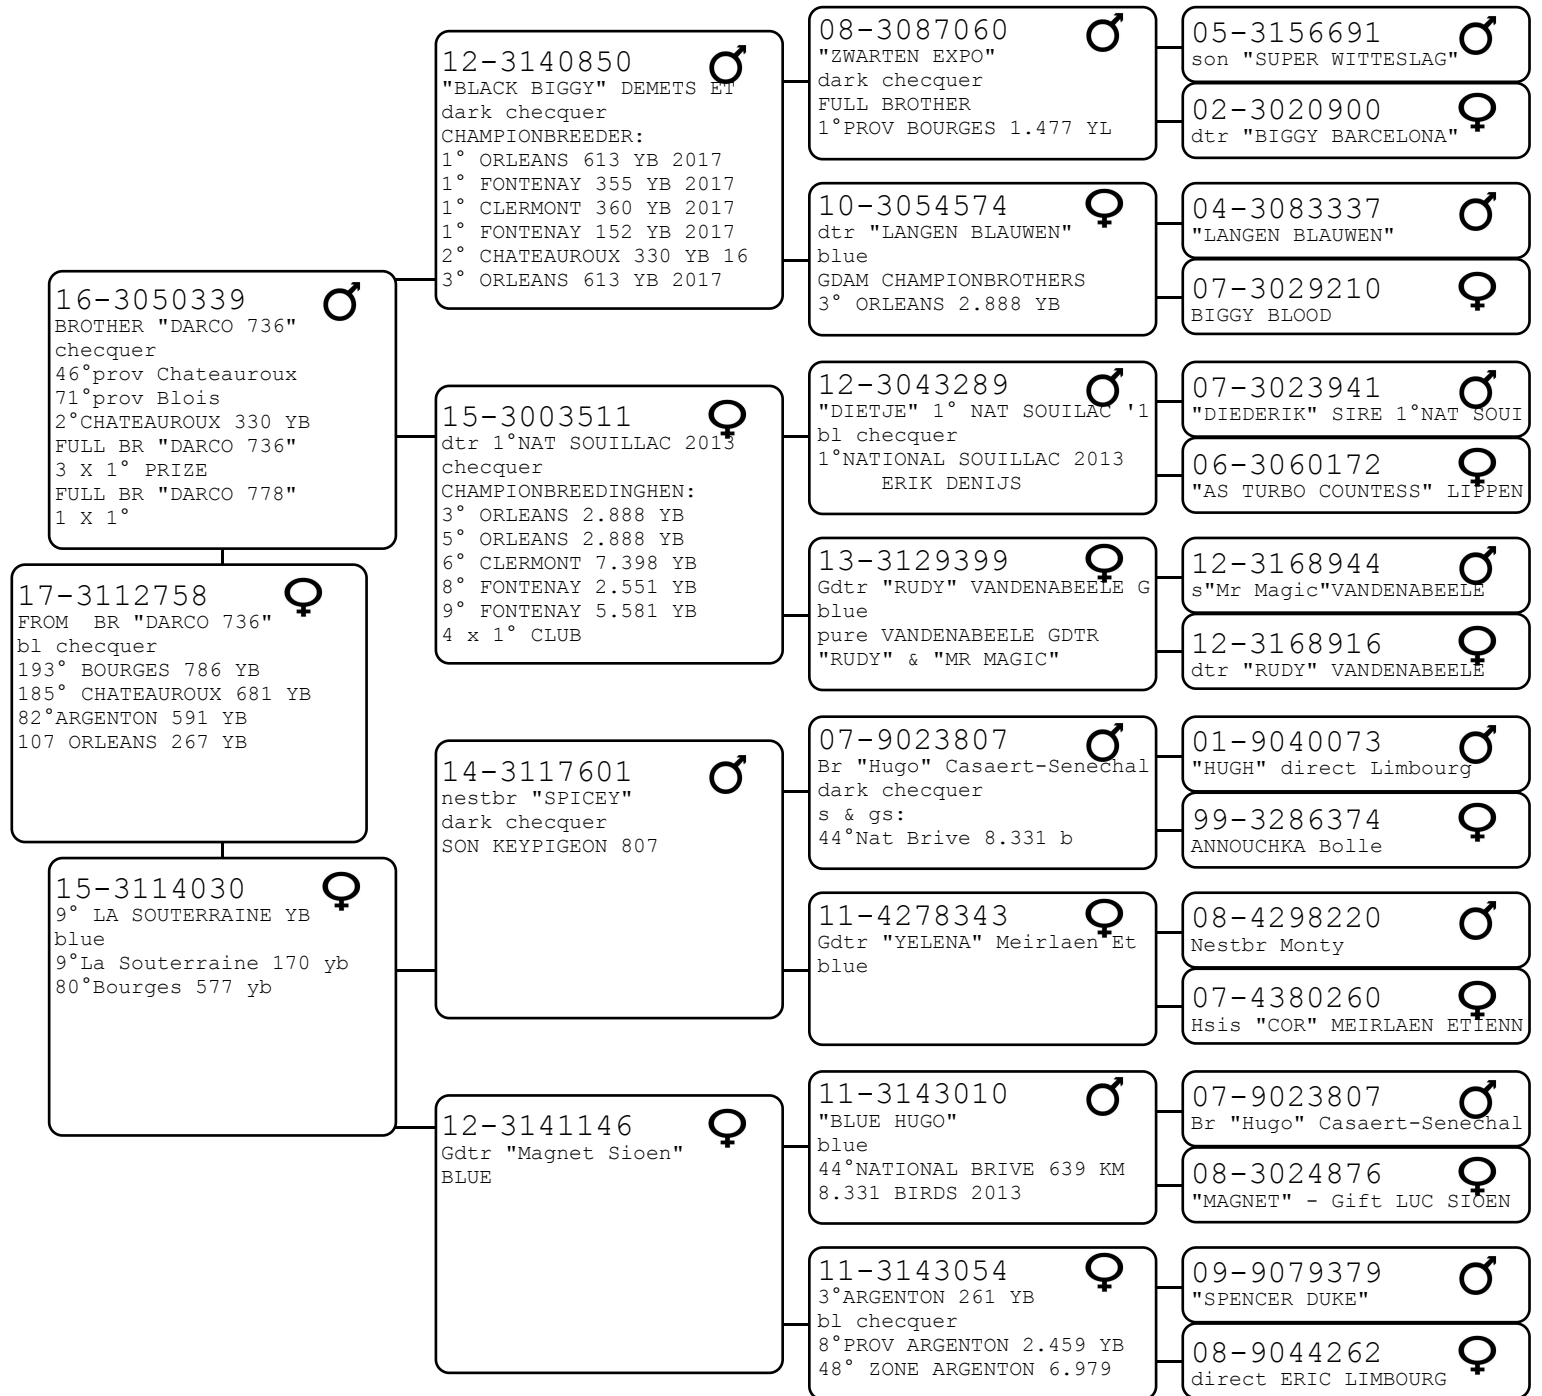 16-3050339
BROTHER "DARCO 736"
checquer
46°prov Chateauroux
71°prov Blois
2°CHATEAUROUX 330 YB
FULL BR "DARCO 736"
3 X 1° PRIZE
FULL BR "DARCO 778"
1 X 1°
17-3112758
FROM  BR "DARCO 736"
bl checquer
193° BOURGES 786 YB
185° CHATEAUROUX 681 YB
82°ARGENTON 591 YB
107 ORLEANS 267 YB
15-3114030
9° LA SOUTERRAINE YB
blue
9°La Souterraine 170 yb
80°Bourges 577 yb
12-3140850
"BLACK BIGGY" DEMETS ET
dark checquer
CHAMPIONBREEDER:
1° ORLEANS 613 YB 2017
1° FONTENAY 355 YB 2017
1° CLERMONT 360 YB 2017
1° FONTENAY 152 YB 2017
2° CHATEAUROUX 330 YB 16
3° ORLEANS 613 YB 2017
15-3003511
dtr 1°NAT SOUILLAC 2013
checquer
CHAMPIONBREEDINGHEN:
3° ORLEANS 2.888 YB
5° ORLEANS 2.888 YB
6° CLERMONT 7.398 YB
8° FONTENAY 2.551 YB
9° FONTENAY 5.581 YB
4 x 1° CLUB
14-3117601
nestbr "SPICEY"
dark checquer
SON KEYPIGEON 807
12-3141146
Gdtr "Magnet Sioen"
BLUE
08-3087060
"ZWARTEN EXPO"
dark checquer
FULL BROTHER
1°PROV BOURGES 1.477 YL
10-3054574
dtr "LANGEN BLAUWEN"
blue
GDAM CHAMPIONBROTHERS
3° ORLEANS 2.888 YB
12-3043289
"DIETJE" 1° NAT SOUILAC '1
bl checquer
1°NATIONAL SOUILLAC 2013
ERIK DENIJS
13-3129399
Gdtr "RUDY" VANDENABEELE G
blue
pure VANDENABEELE GDTR
"RUDY" & "MR MAGIC"
07-9023807
Br "Hugo" Casaert-Senechal
dark checquer
s & gs:
44°Nat Brive 8.331 b
11-4278343
Gdtr "YELENA" Meirlaen Et
blue
11-3143010
"BLUE HUGO"
blue
44°NATIONAL BRIVE 639 KM
8.331 BIRDS 2013
11-3143054
3°ARGENTON 261 YB
bl checquer
8°PROV ARGENTON 2.459 YB
48° ZONE ARGENTON 6.979
05-3156691
son "SUPER WITTESLAG"
02-3020900
dtr "BIGGY BARCELONA"
04-3083337
"LANGEN BLAUWEN"
07-3029210
BIGGY BLOOD
07-3023941
"DIEDERIK" SIRE 1°NAT SOUI
06-3060172
"AS TURBO COUNTESS" LIPPEN
12-3168944
s"Mr Magic"VANDENABEELE
12-3168916
dtr "RUDY" VANDENABEELE
01-9040073
"HUGH" direct Limbourg
99-3286374
ANNOUCHKA Bolle
08-4298220
Nestbr Monty
07-4380260
Hsis "COR" MEIRLAEN ETIENN
07-9023807
Br "Hugo" Casaert-Senechal
08-3024876
"MAGNET" - Gift LUC SIOEN
09-9079379
"SPENCER DUKE"
08-9044262
direct ERIC LIMBOURG